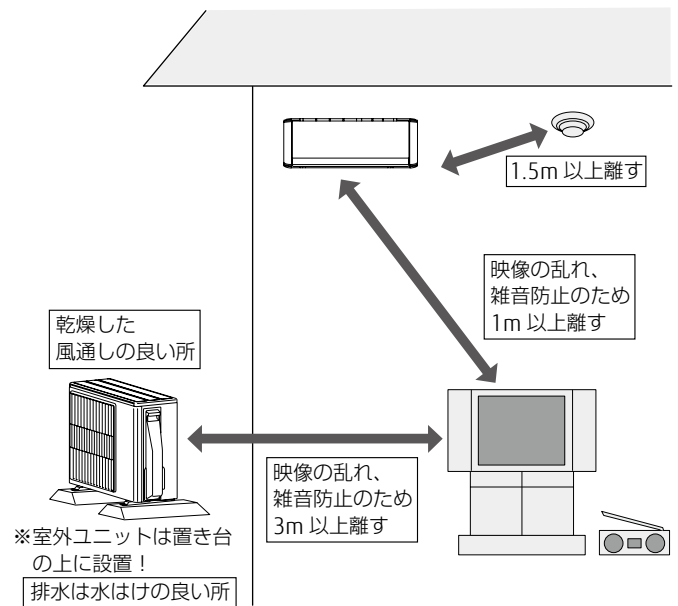 1.5m 以上離す
映像の乱れ、
雑音防止のため
1m 以上離す
乾燥した
風通しの良い所
映像の乱れ、
雑音防止のため
3m 以上離す
※室外ユニットは置き台
の上に設置！
排水は水はけの良い所